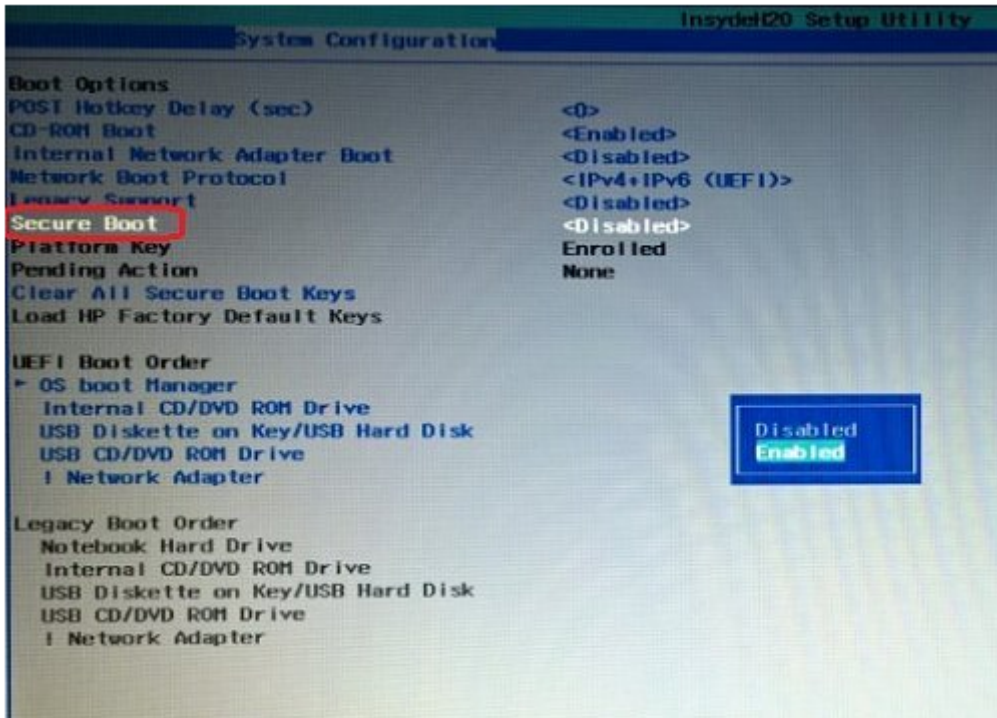 InsydeH20 Setup Utility
System Configuration
Boot Options
POST Hotkey Delay (sec) <0>
CD-ROM Boot <Enabled>
Internal Network Adapter Boot <Disabled>
Network Boot Protocol <IPv4+IPv6 (UEFI)>
Legacy Support <Disabled>
Secure Boot <Disabled>
Platform Key Enrolled
Pending Action None
Clear All Secure Boot Keys
Load HP Factory Default Keys
UEFI Boot Order
► OS boot Manager
Internal CD/DVD ROM Drive
USB Diskette on Key/USB Hard Disk
USB CD/DVD ROM Drive
! Network Adapter
Disabled
Enabled
Legacy Boot Order
Notebook Hard Drive
Internal CD/DVD ROM Drive
USB Diskette on Key/USB Hard Disk
USB CD/DVD ROM Drive
! Network Adapter